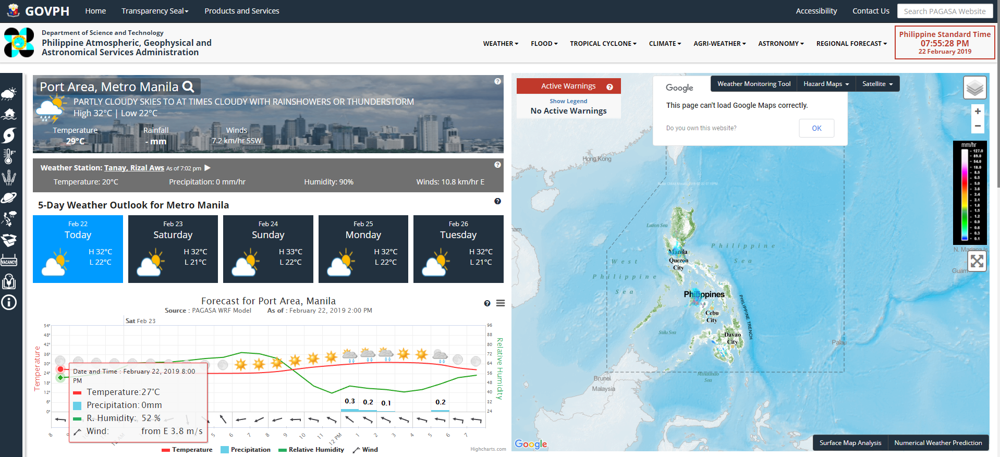 GOVPH
Home
Transparency Seal
Products and Services
Accessibility
Contact Us
Search PAGASA Website
Department of Science and Technology
Philippine Atmospheric, Geophysical and
Astronomical Services Administration
WEATHER
FLOOD
TROPICAL CYCLONE
CLIMATE
AGRI-WEATHER
ASTRONOMY
REGIONAL FORECAST
Philippine Standard Time
07:55:28 PM
22 February 2019
Port Area, Metro Manila
PARTLY CLOUDY SKIES TO AT TIMES CLOUDY WITH RAINSHOWERS OR THUNDERSTORM
High 32°C | Low 22°C
Temperature Rainfall Winds
29°C - mm 7.2 km/hr SSW
Weather Station: Tanay, Rizal Aws As of 7:02 pm
Temperature: 20°C Precipitation: 0 mm/hr Humidity: 90% Winds: 10.8 km/hr E
5-Day Weather Outlook for Metro Manila
Feb 22
Today
H 32°C
L 22°C
Feb 23
Saturday
H 32°C
L 21°C
Feb 24
Sunday
H 33°C
L 22°C
Feb 25
Monday
H 32°C
L 22°C
Feb 26
Tuesday
H 32°C
L 21°C
VACANCY
Forecast for Port Area, Manila
Source : PAGASA WRF Model As of : February 22, 2019 2:00 PM
Sat Feb 23
Temperature
54°
48°
42°
36°
30°
24°
18°
12°
6°
0°
Relative Humidity
96
88
80
72
64
56
48
40
32
24
Date and Time : February 22, 2019 8:00
PM
Temperature: 27°C
Precipitation: 0mm
R. Humidity: 52 %
Wind: from E 3.8 m/s
0.3 0.2 0.1 0.2
8 5 6 7 8 9 10 11 12 PM 1 2 3 4 5 6 7
Temperature Precipitation Relative Humidity Wind
Highcharts.com
Active Warnings
Show Legend
No Active Warnings
Google
This page can't load Google Maps correctly.
Do you own this website?
OK
Weather Monitoring Tool
Hazard Maps
Satellite
+
−
mm/hr
127.0
89.0
54.0
18.0
8.5
6.5
5.0
3.6
2.4
2.1
1.8
1.5
1.2
0.9
0.6
0.3
0.1
Hong Kong
Luzon Sea
Philippine
Sea
West
Philippine
Sea
Manila
Quezon
City
Philippines
Cebu
City
PHILIPPINE TRENCH
Sulu Sea
Davao
City
Palau
Mindanao
Sea
Brunei
Malaysia
N. Mariana Is.
Guam
Google
Surface Map Analysis
Numerical Weather Prediction